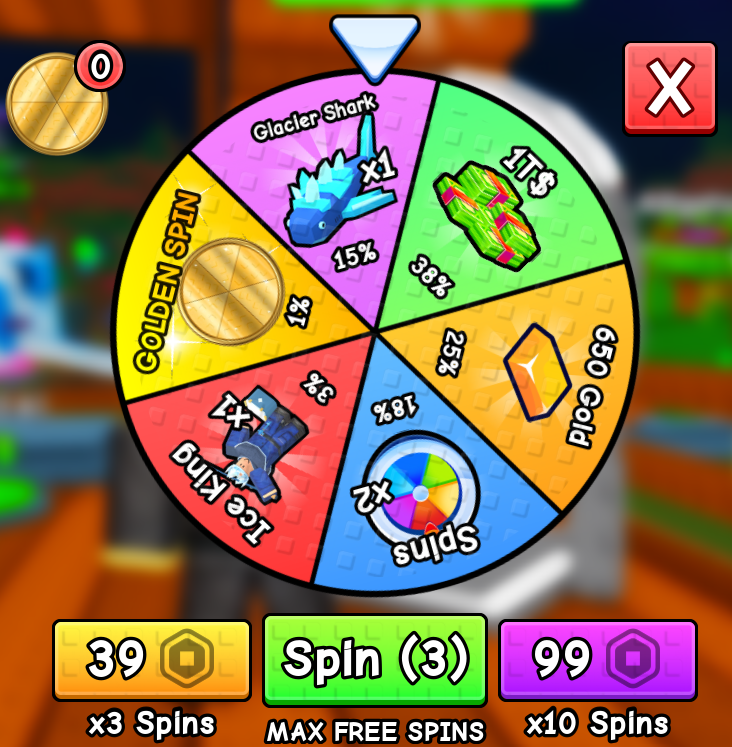 0
X
Glacier Shark
x1
15%
1T$
38%
650 Gold
25%
18%
x2
Spins
3%
x1
Ice King
GOLDEN SPIN
1%
39
Spin (3)
99
x3 Spins
MAX FREE SPINS
x10 Spins